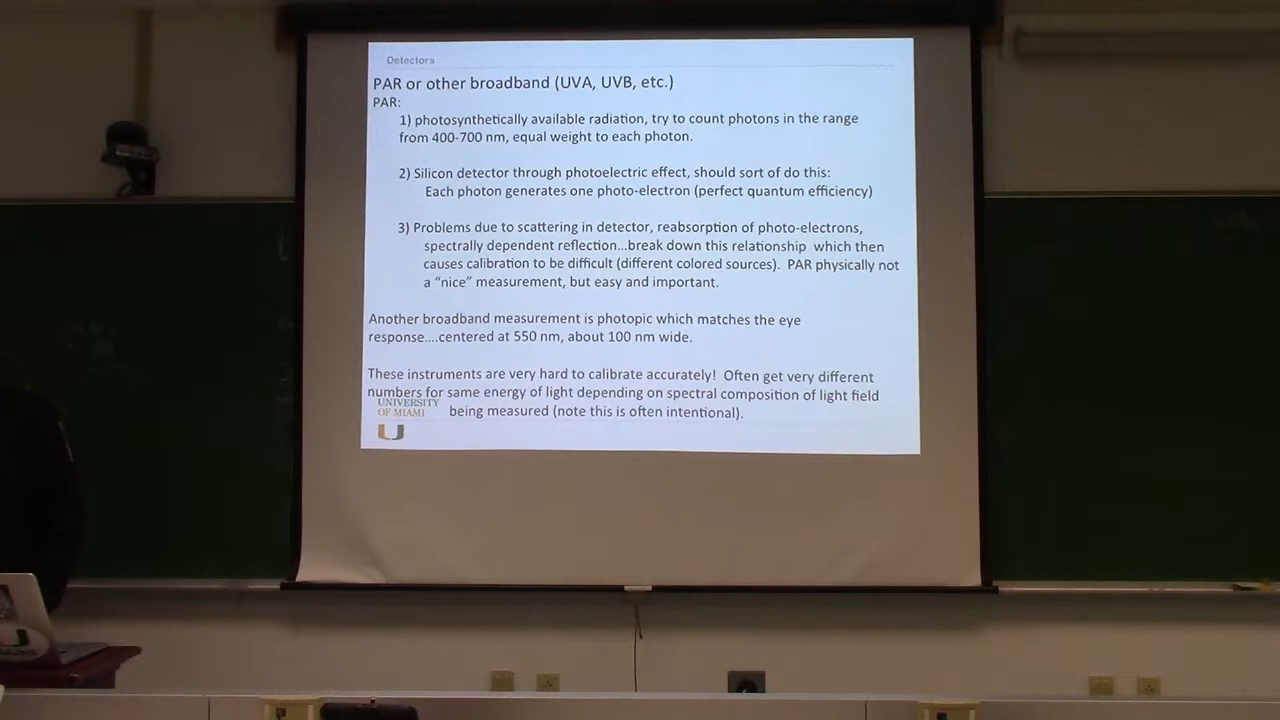 Detectors
PAR or other broadband (UVA, UVB, etc.)
PAR:
1) photosynthetically available radiation, try to count photons in the range
from 400-700 nm, equal weight to each photon.
2) Silicon detector through photoelectric effect, should sort of do this:
Each photon generates one photo-electron (perfect quantum efficiency)
3) Problems due to scattering in detector, reabsorption of photo-electrons,
spectrally dependent reflection...break down this relationship which then
causes calibration to be difficult (different colored sources). PAR physically not
a "nice" measurement, but easy and important.
Another broadband measurement is photopic which matches the eye
response....centered at 550 nm, about 100 nm wide.
These instruments are very hard to calibrate accurately! Often get very different
numbers for same energy of light depending on spectral composition of light field
being measured (note this is often intentional).
UNIVERSITY
OF MIAMI
U